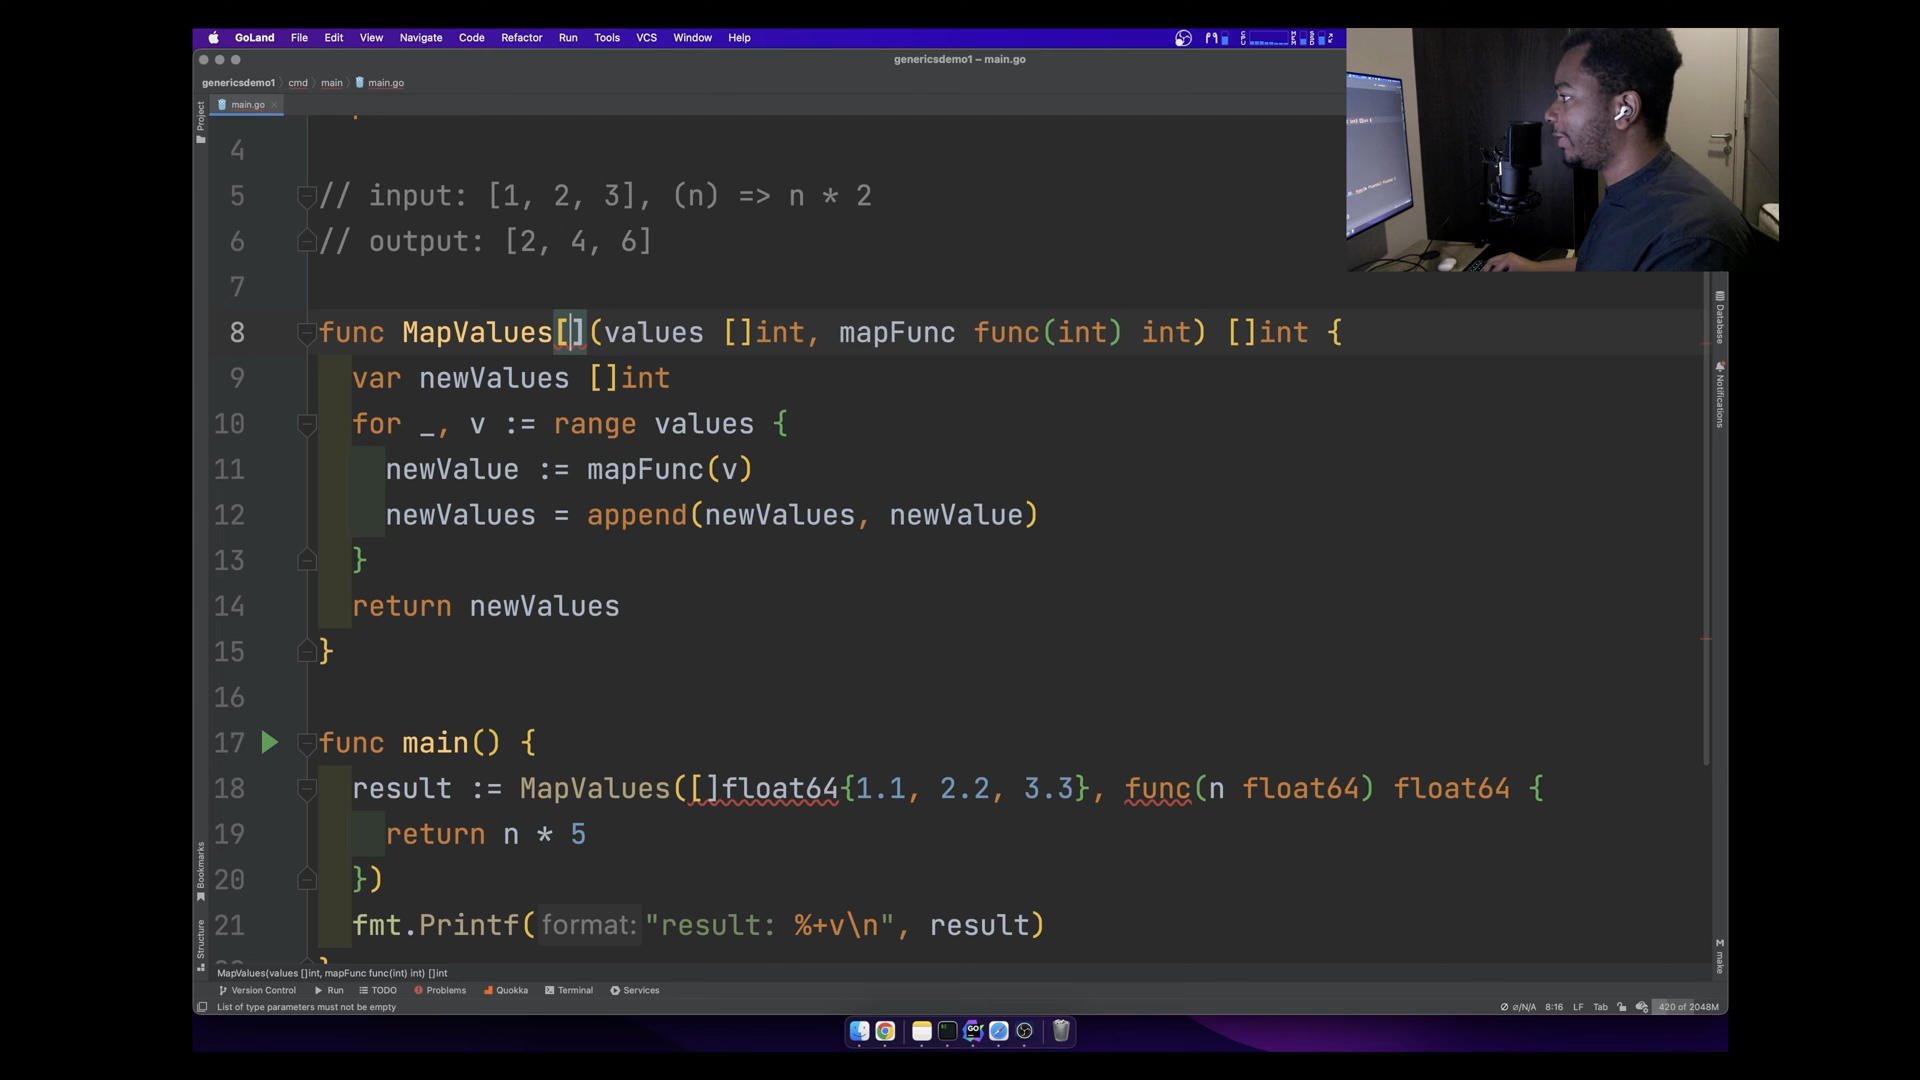 GoLand File Edit View Navigate Code Refactor Run Tools VCS Window Help
genericsdemo1 – main.go
genericsdemo1 cmd main main.go
Project
main.go
4
5 // input: [1, 2, 3], (n) => n * 2
6 // output: [2, 4, 6]
7
8 func MapValues[](values []int, mapFunc func(int) int) []int {
9 var newValues []int
10 for _, v := range values {
11 newValue := mapFunc(v)
12 newValues = append(newValues, newValue)
13 }
14 return newValues
15 }
16
17 func main() {
18 result := MapValues([]float64{1.1, 2.2, 3.3}, func(n float64) float64 {
19 return n * 5
20 })
21 fmt.Printf( format: "result: %+v\n", result)
Database
Notifications
make
Bookmarks
Structure
MapValues(values []int, mapFunc func(int) int) []int
Version Control Run TODO Problems Quokka Terminal Services
List of type parameters must not be empty
ø/N/A 8:16 LF Tab 420 of 2048M